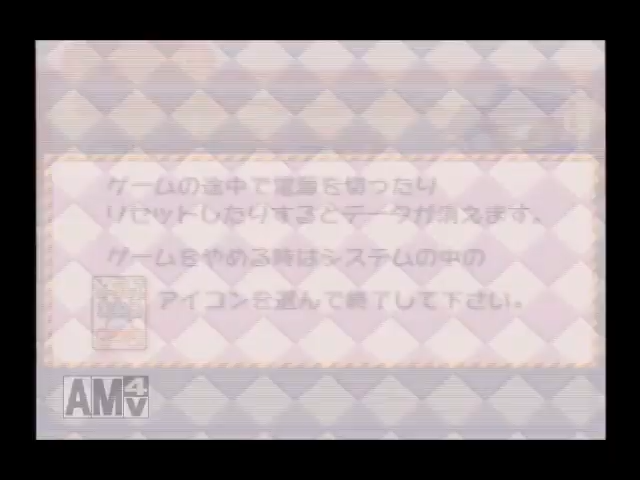 ゲームの途中で電源を切ったり
リセットしたりするとデータが消えます。
ゲームをやめる時はシステムの中の
アイコンを選んで終了して下さい。
AM4V